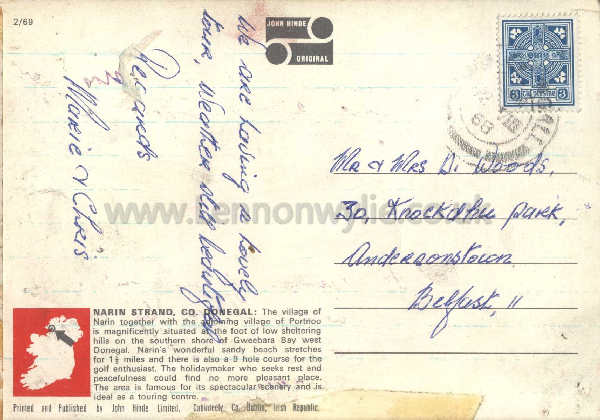 2/69
JOHN HINDE
ORIGINAL
We are having a lovely
time, Weather still
Regards
Marie & Chris
3
Mr & Mrs D. Woods,
30, Knockdhu park,
Andersonstown
Belfast, 11
www.lennonwylie.co.uk
NARIN STRAND, CO. DONEGAL: The village of
Narin together with the adjoining village of Portnoo
is magnificently situated at the foot of low sheltering
hills on the southern shore of Gweebara Bay west
Donegal. Narin's wonderful sandy beach stretches
for 1½ miles and there is also a 9 hole course for the
golf enthusiast. The holidaymaker who seeks rest and
peacefulness could find no more pleasant place.
The area is famous for its spectacular scenery and is
ideal as a touring centre.
Printed and Published by John Hinde Limited, Cabinteely, Co. Dublin, Irish Republic.